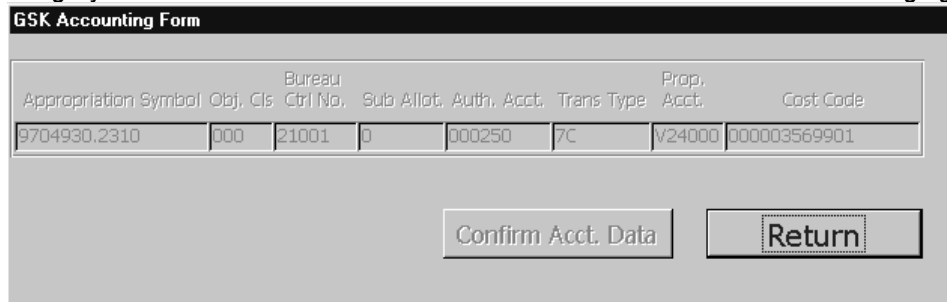 GSK Accounting Form
Bureau Prop.
Appropriation Symbol Obj. Cls Ctrl No. Sub Allot. Auth. Acct. Trans Type Acct. Cost Code
9704930.2310 000 21001 0 000250 7C V24000 000003569901
Confirm Acct. Data Return